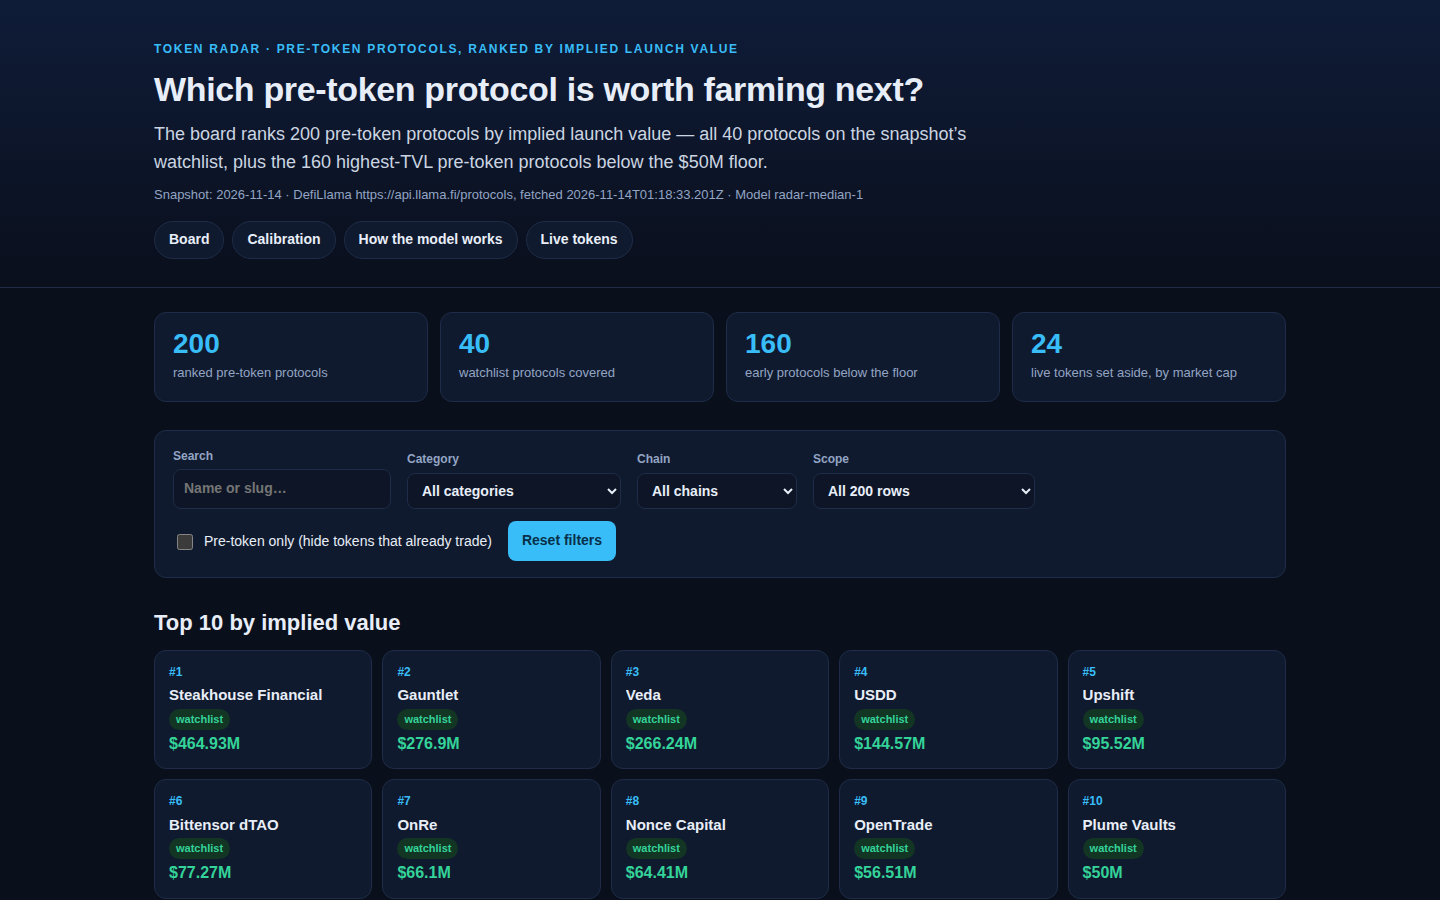 TOKEN RADAR · PRE-TOKEN PROTOCOLS, RANKED BY IMPLIED LAUNCH VALUE
Which pre-token protocol is worth farming next?
The board ranks 200 pre-token protocols by implied launch value — all 40 protocols on the snapshot's
watchlist, plus the 160 highest-TVL pre-token protocols below the $50M floor.
Snapshot: 2026-11-14 · DefiLlama https://api.llama.fi/protocols, fetched 2026-11-14T01:18:33.201Z · Model radar-median-1
Board
Calibration
How the model works
Live tokens
200
ranked pre-token protocols
40
watchlist protocols covered
160
early protocols below the floor
24
live tokens set aside, by market cap
Search
Name or slug…
Category
All categories
Chain
All chains
Scope
All 200 rows
Pre-token only (hide tokens that already trade)
Reset filters
Top 10 by implied value
#1
Steakhouse Financial
watchlist
$464.93M
#2
Gauntlet
watchlist
$276.9M
#3
Veda
watchlist
$266.24M
#4
USDD
watchlist
$144.57M
#5
Upshift
watchlist
$95.52M
#6
Bittensor dTAO
watchlist
$77.27M
#7
OnRe
watchlist
$66.1M
#8
Nonce Capital
watchlist
$64.41M
#9
OpenTrade
watchlist
$56.51M
#10
Plume Vaults
watchlist
$50M